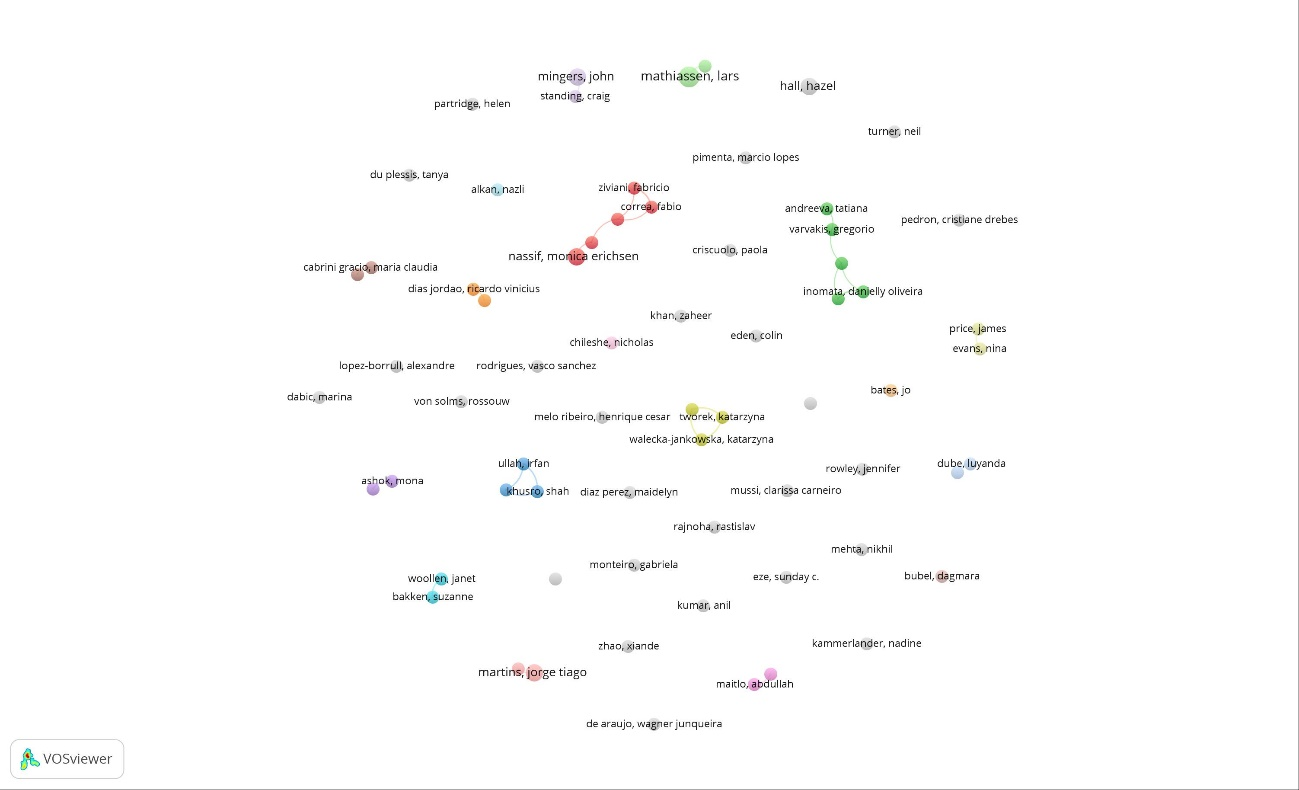 mingers, john
mathiassen, lars
hall, hazel
standing, craig
partridge, helen
turner, neil
pimenta, marcio lopes
du plessis, tanya
alkan, nazli
ziviani, fabricio
correa, fabio
andreeva, tatiana
pedron, cristiane drebes
varvakis, gregorio
criscuolo, paola
nassif, monica erichsen
cabrini gracio, maria claudia
dias jordao, ricardo vinicius
inomata, danielly oliveira
khan, zaheer
price, james
eden, colin
chileshe, nicholas
evans, nina
lopez-borrull, alexandre
rodrigues, vasco sanchez
bates, jo
dabic, marina
von solms, rossouw
melo ribeiro, henrique cesar
tworek, katarzyna
walecka-jankowska, katarzyna
ullah, irfan
dube, luyanda
rowley, jennifer
ashok, mona
khusro, shah
diaz perez, maidelyn
mussi, clarissa carneiro
rajnoha, rastislav
mehta, nikhil
monteiro, gabriela
woollen, janet
eze, sunday c.
bubel, dagmara
bakken, suzanne
kumar, anil
kammerlander, nadine
zhao, xiande
martins, jorge tiago
maitlo, abdullah
de araujo, wagner junqueira
VOSviewer